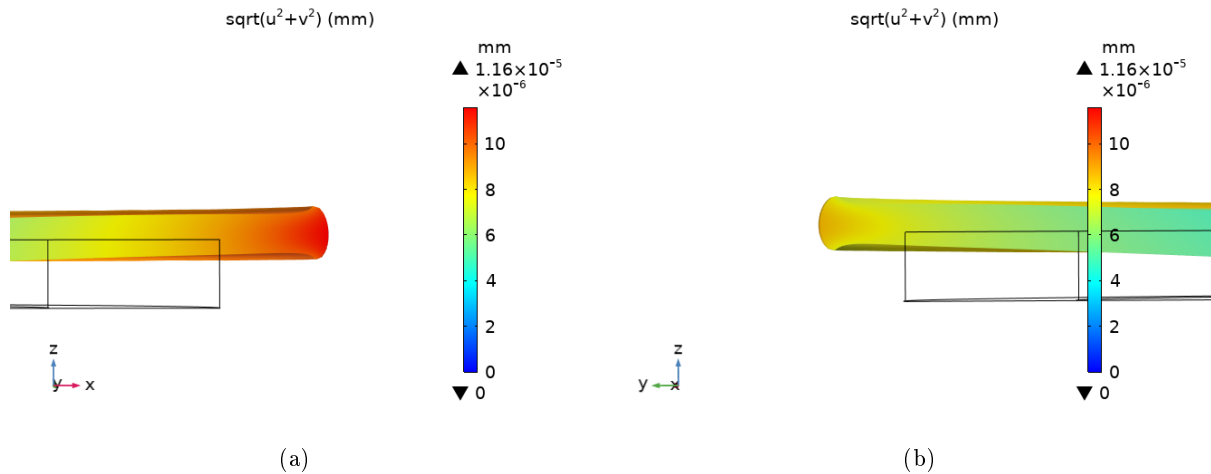 sqrt(u²+v²) (mm)
mm
▲ 1.16×10⁻⁵
×10⁻⁶
10
8
6
4
2
0
▼ 0
z
y x
(a)
sqrt(u²+v²) (mm)
mm
▲ 1.16×10⁻⁵
×10⁻⁶
10
8
6
4
2
0
▼ 0
z
y x
(b)